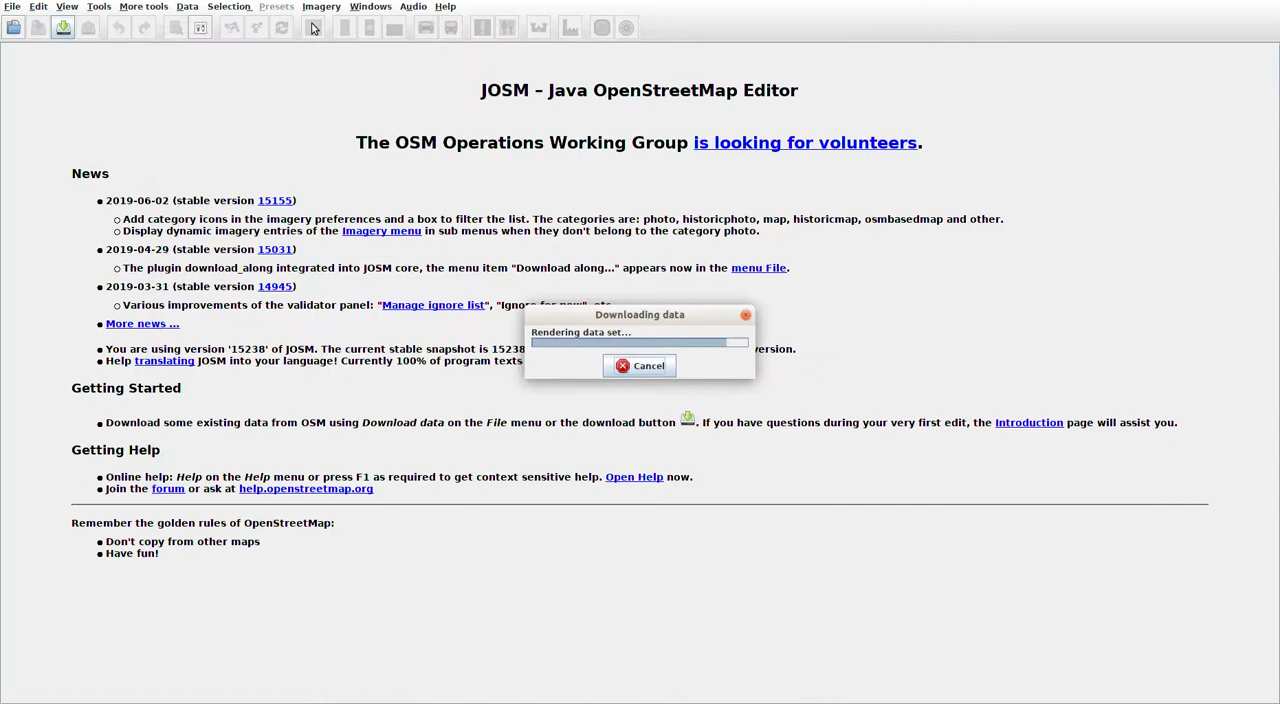 File Edit View Tools More tools Data Selection Presets Imagery Windows Audio Help
JOSM – Java OpenStreetMap Editor
The OSM Operations Working Group is looking for volunteers.
News
2019-06-02 (stable version 15155)
Add category icons in the imagery preferences and a box to filter the list. The categories are: photo, historicphoto, map, historicmap, osmbasedmap and other.
Display dynamic imagery entries of the Imagery menu in sub menus when they don't belong to the category photo.
2019-04-29 (stable version 15031)
The plugin download_along integrated into JOSM core, the menu item "Download along..." appears now in the menu File.
2019-03-31 (stable version 14945)
Various improvements of the validator panel: "Manage ignore list", "Ignore for now", etc.
More news ...
You are using version '15238' of JOSM. The current stable snapshot is 15238 version.
Help translating JOSM into your language! Currently 100% of program texts
Downloading data
Rendering data set...
Cancel
Getting Started
Download some existing data from OSM using Download data on the File menu or the download button . If you have questions during your very first edit, the Introduction page will assist you.
Getting Help
Online help: Help on the Help menu or press F1 as required to get context sensitive help. Open Help now.
Join the forum or ask at help.openstreetmap.org
Remember the golden rules of OpenStreetMap:
Don't copy from other maps
Have fun!